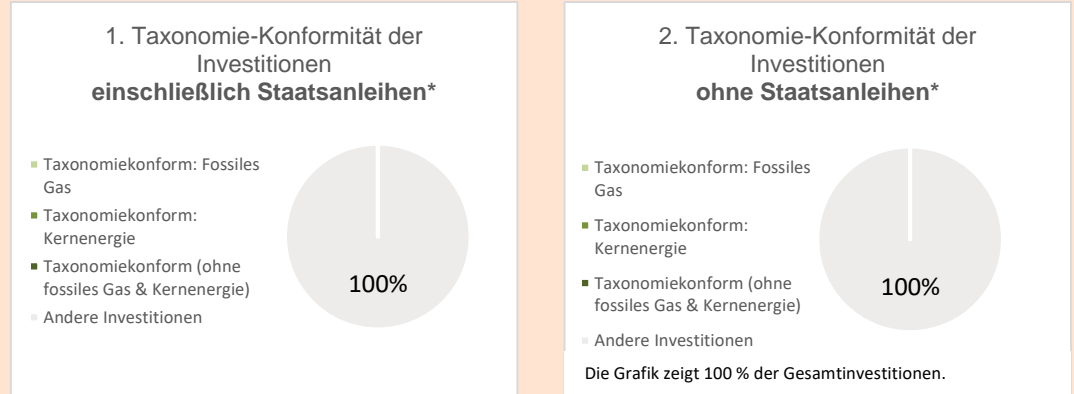 1. Taxonomie-Konformität der
Investitionen
einschließlich Staatsanleihen*
Taxonomiekonform: Fossiles
Gas
Taxonomiekonform:
Kernenergie
Taxonomiekonform (ohne
fossiles Gas & Kernenergie)
Andere Investitionen
100%
2. Taxonomie-Konformität der
Investitionen
ohne Staatsanleihen*
Taxonomiekonform: Fossiles
Gas
Taxonomiekonform:
Kernenergie
Taxonomiekonform (ohne
fossiles Gas & Kernenergie)
Andere Investitionen
100%
Die Grafik zeigt 100 % der Gesamtinvestitionen.